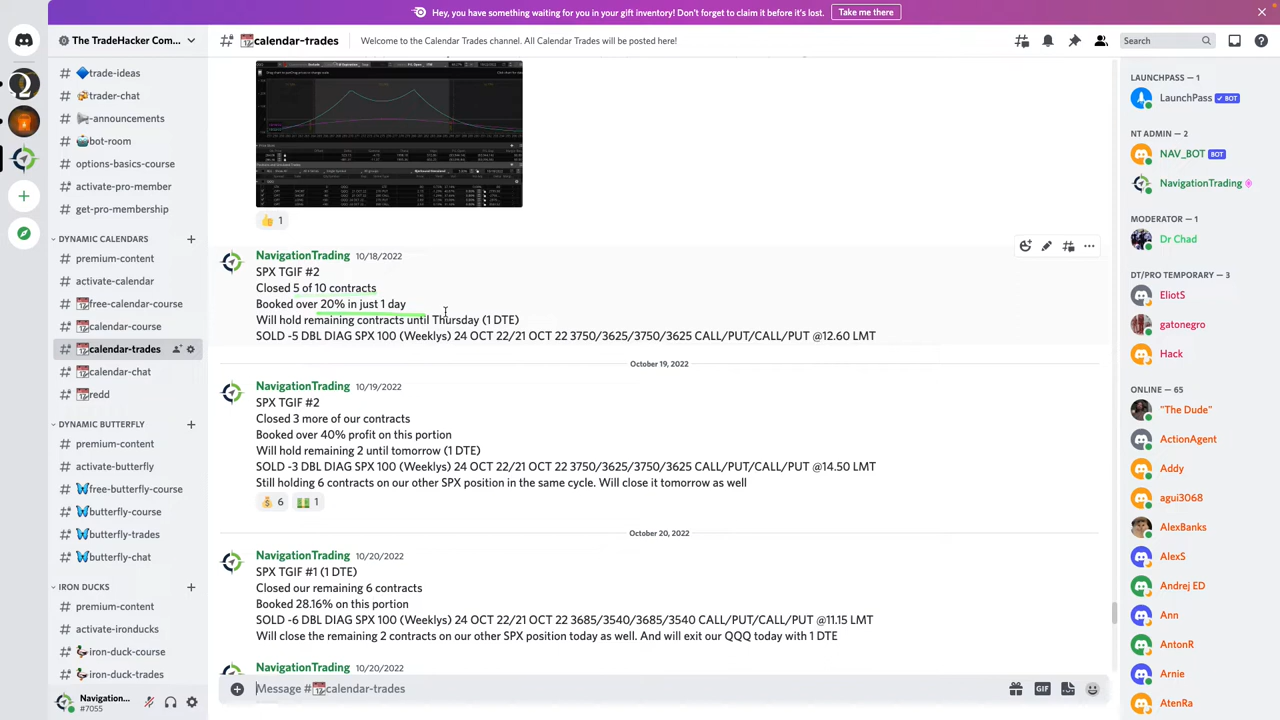 We have something waiting for you in your gift inventory! Don't forget to claim it before it's lost.
Take me there
The TradeHacker Com...
calendar-trades
Welcome to the Calendar Trades channel. All Calendar Trades will be posted here!
Search
trade-ideas
trader-chat
-announcements
bot-room
options-basics-course
activate-pro-member
get-pro-membership
DYNAMIC CALENDARS
premium-content
activate-calendar
free-calendar-course
calendar-course
calendar-trades
calendar-chat
redd
DYNAMIC BUTTERFLY
premium-content
activate-butterfly
free-butterfly-course
butterfly-course
butterfly-trades
butterfly-chat
IRON DUCKS
premium-content
activate-ironducks
iron-duck-course
iron-duck-trades
Navigation...
#7055
1
NavigationTrading 10/18/2022
SPX TGIF #2
Closed 5 of 10 contracts
Booked over 20% in just 1 day
Will hold remaining contracts until Thursday (1 DTE)
SOLD -5 DBL DIAG SPX 100 (Weeklys) 24 OCT 22/21 OCT 22 3750/3625/3750/3625 CALL/PUT/CALL/PUT @12.60 LMT
October 19, 2022
NavigationTrading 10/19/2022
SPX TGIF #2
Closed 3 more of our contracts
Booked over 40% profit on this portion
Will hold remaining 2 until tomorrow (1 DTE)
SOLD -3 DBL DIAG SPX 100 (Weeklys) 24 OCT 22/21 OCT 22 3750/3625/3750/3625 CALL/PUT/CALL/PUT @14.50 LMT
Still holding 6 contracts on our other SPX position in the same cycle. Will close it tomorrow as well
6
1
October 20, 2022
NavigationTrading 10/20/2022
SPX TGIF #1 (1 DTE)
Closed our remaining 6 contracts
Booked 28.16% on this portion
SOLD -6 DBL DIAG SPX 100 (Weeklys) 24 OCT 22/21 OCT 22 3685/3540/3685/3540 CALL/PUT/CALL/PUT @11.15 LMT
Will close the remaining 2 contracts on our other SPX position today as well. And will exit our QQQ today with 1 DTE
NavigationTrading 10/20/2022
Message #calendar-trades
GIF
LAUNCHPASS — 1
LaunchPass BOT
NT ADMIN — 2
BOT
NavigationTrading
MODERATOR — 1
Dr Chad
DT/PRO TEMPORARY — 3
EliotS
gatonegro
Hack
ONLINE — 65
"The Dude"
ActionAgent
Addy
agui3068
AlexBanks
AlexS
Andrej ED
Ann
AntonR
Arnie
AtenRa